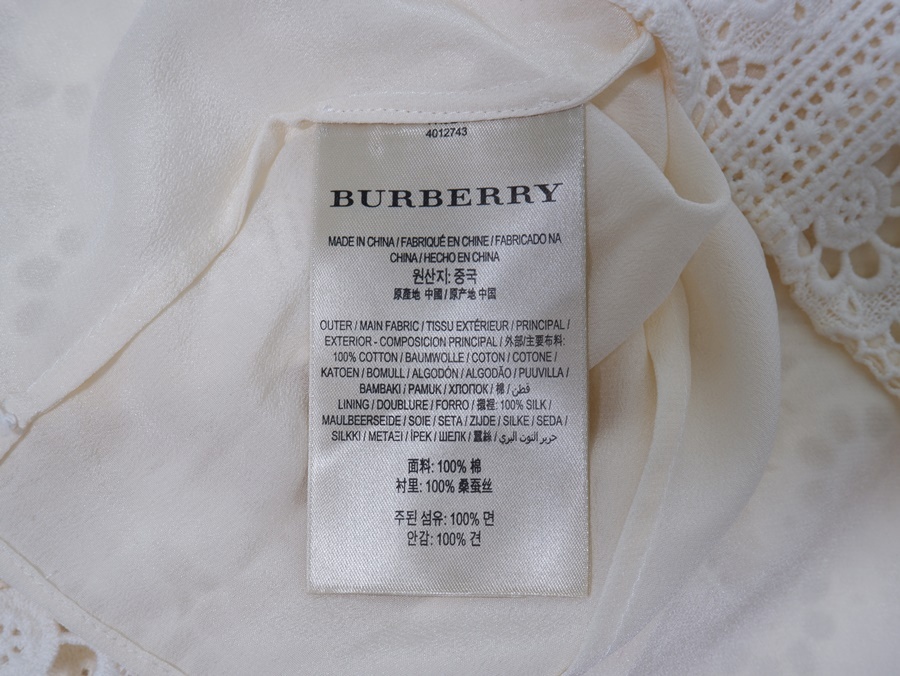 4012743
BURBERRY
MADE IN CHINA / FABRIQUÉ EN CHINE / FABRICADO NA
CHINA / HECHO EN CHINA
원산지: 중국
原產地 中國 / 原产地 中国
OUTER / MAIN FABRIC / TISSU EXTÉRIEUR / PRINCIPAL /
EXTERIOR - COMPOSICION PRINCIPAL / 外部/主要布料:
100% COTTON / BAUMWOLLE / COTON / COTONE /
KATOEN / BOMULL / ALGODÓN / ALGODÃO / PUUVILLA /
BAMBAKI / PAMUK / ХЛОПОК / 棉 / قطن /
LINING / DOUBLURE / FORRO / 襯裡: 100% SILK /
MAULBEERSEIDE / SOIE / SETA / ZIJDE / SILKE / SEDA /
SILKKI / ΜΕΤΑΞΙ / İPEK / ШЕЛК / 蠶絲 / حرير التوت البري
面料: 100% 棉
衬里: 100% 桑蚕丝
주된 섬유: 100% 면
안감: 100% 견